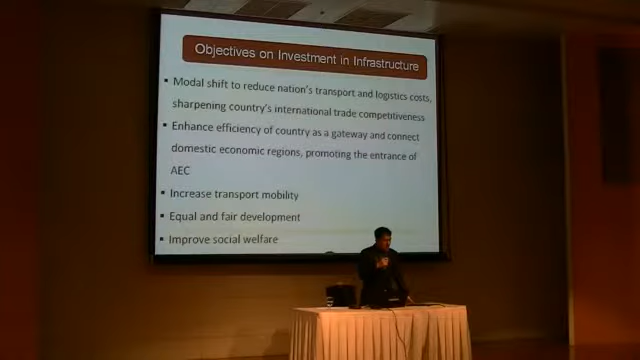 Objectives on Investment in Infrastructure
▪ Modal shift to reduce nation's transport and logistics costs,
sharpening country's international trade competitiveness
▪ Enhance efficiency of country as a gateway and connect
domestic economic regions, promoting the entrance of
AEC
▪ Increase transport mobility
▪ Equal and fair development
▪ Improve social welfare